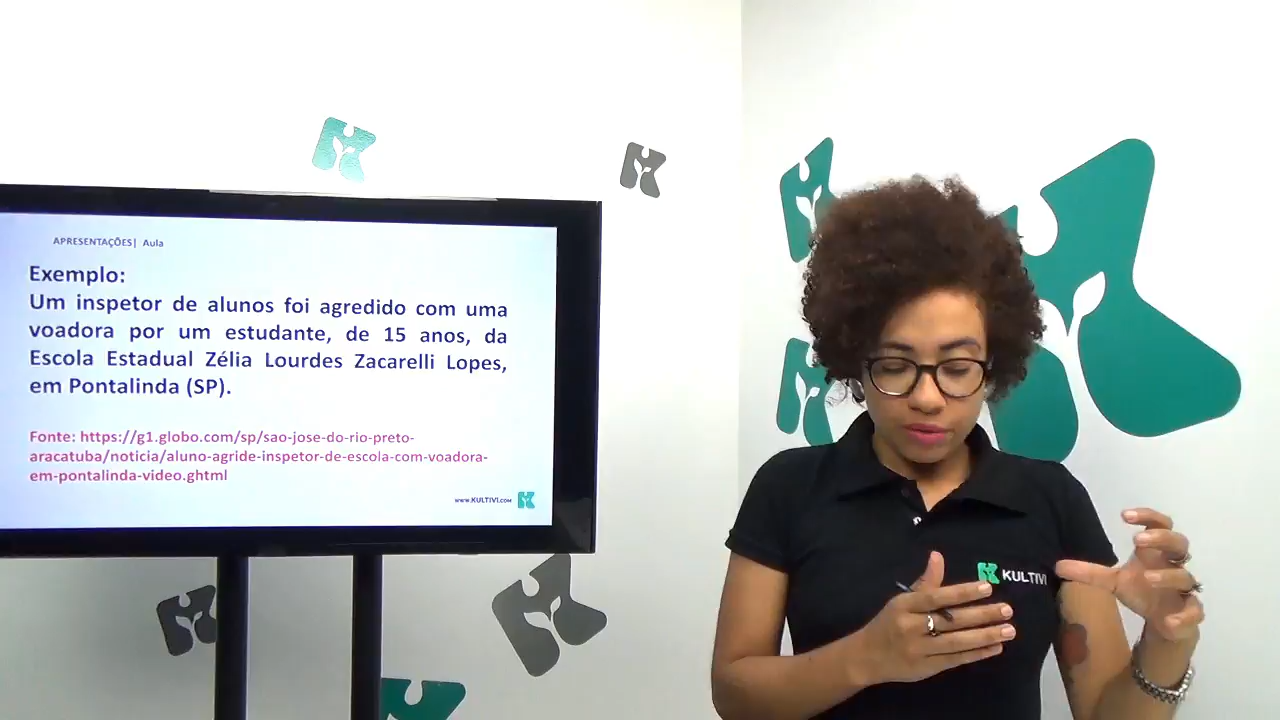 APRESENTAÇÕES| Aula
Exemplo:
Um inspetor de alunos foi agredido com uma
voadora por um estudante, de 15 anos, da
Escola Estadual Zélia Lourdes Zacarelli Lopes,
em Pontalinda (SP).
Fonte: https://g1.globo.com/sp/sao-jose-do-rio-preto-
aracatuba/noticia/aluno-agride-inspetor-de-escola-com-voadora-
em-pontalinda-video.ghtml
www.KULTIVI.COM
KULTIVI